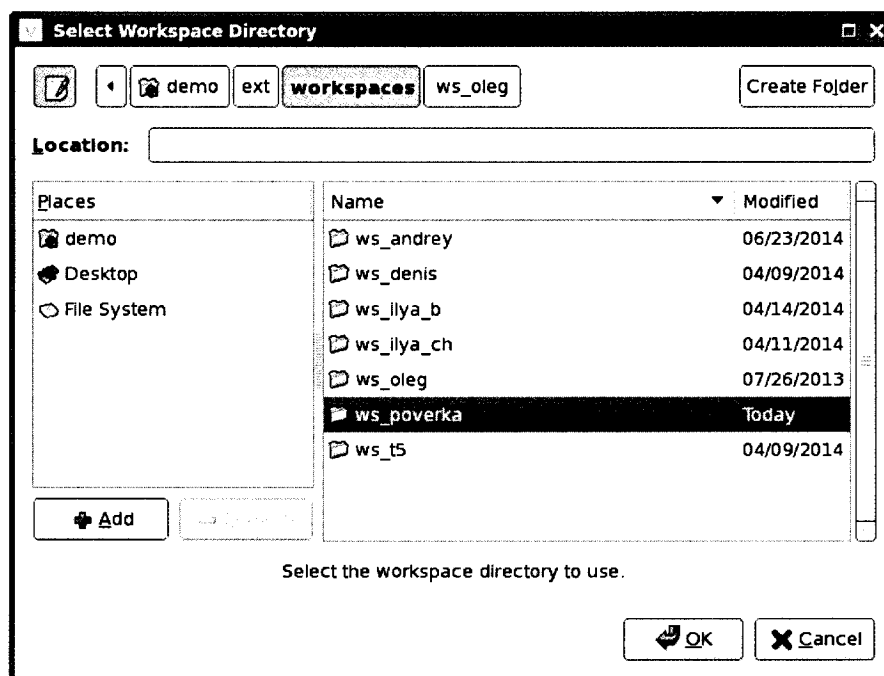 Select Workspace Directory
demo ext workspaces ws_oleg Create Folder
Location:
Places
demo
Desktop
File System
Add
Name Modified
ws_andrey 06/23/2014
ws_denis 04/09/2014
ws_ilya_b 04/14/2014
ws_ilya_ch 04/11/2014
ws_oleg 07/26/2013
ws_poverka Today
ws_t5 04/09/2014
Select the workspace directory to use.
OK Cancel